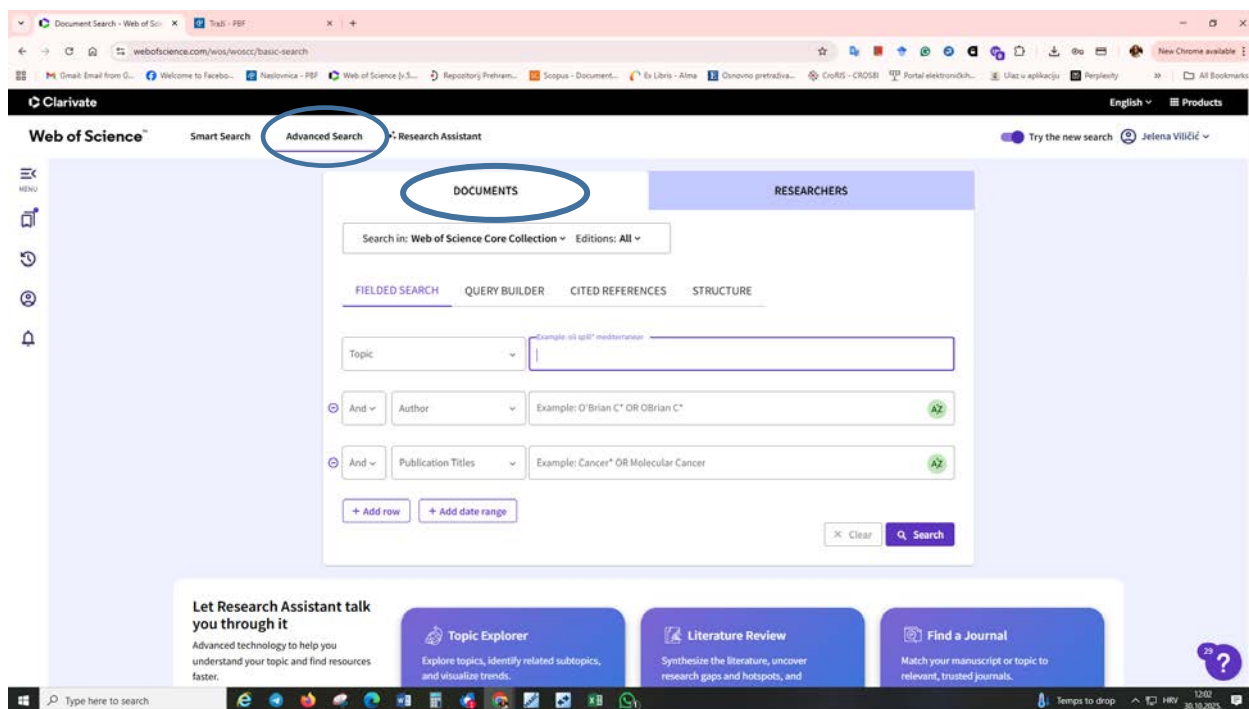 Document Search - Web of Sci
Traži - PBF
webofscience.com/wos/woscc/basic-search
New Chrome available
Gmail: Email from G...
Welcome to Facebo...
Naslovnica - PBF
Web of Science [v.5....
Repozitorij Prehram...
Scopus - Document...
Ex Libris - Alma
Osnovno pretraživa...
CroRIS - CROSBI
Portal elektroničkih...
Ulaz u aplikaciju
Perplexity
All Bookmarks
Clarivate
English
Products
Web of Science™
Smart Search
Advanced Search
Research Assistant
Try the new search
Jelena Viličić
MENU
DOCUMENTS
RESEARCHERS
Search in: Web of Science Core Collection Editions: All
FIELDED SEARCH
QUERY BUILDER
CITED REFERENCES
STRUCTURE
Example: oil spill* mediterranean
Topic
And
Author
Example: O'Brian C* OR OBrian C*
And
Publication Titles
Example: Cancer* OR Molecular Cancer
+ Add row
+ Add date range
× Clear
Search
Let Research Assistant talk
you through it
Advanced technology to help you
understand your topic and find resources
faster.
Topic Explorer
Explore topics, identify related subtopics,
and visualize trends.
Literature Review
Synthesize the literature, uncover
research gaps and hotspots, and
Find a Journal
Match your manuscript or topic to
relevant, trusted journals.
29
?
Type here to search
Temps to drop
HRV
12:02
30.10.2025.